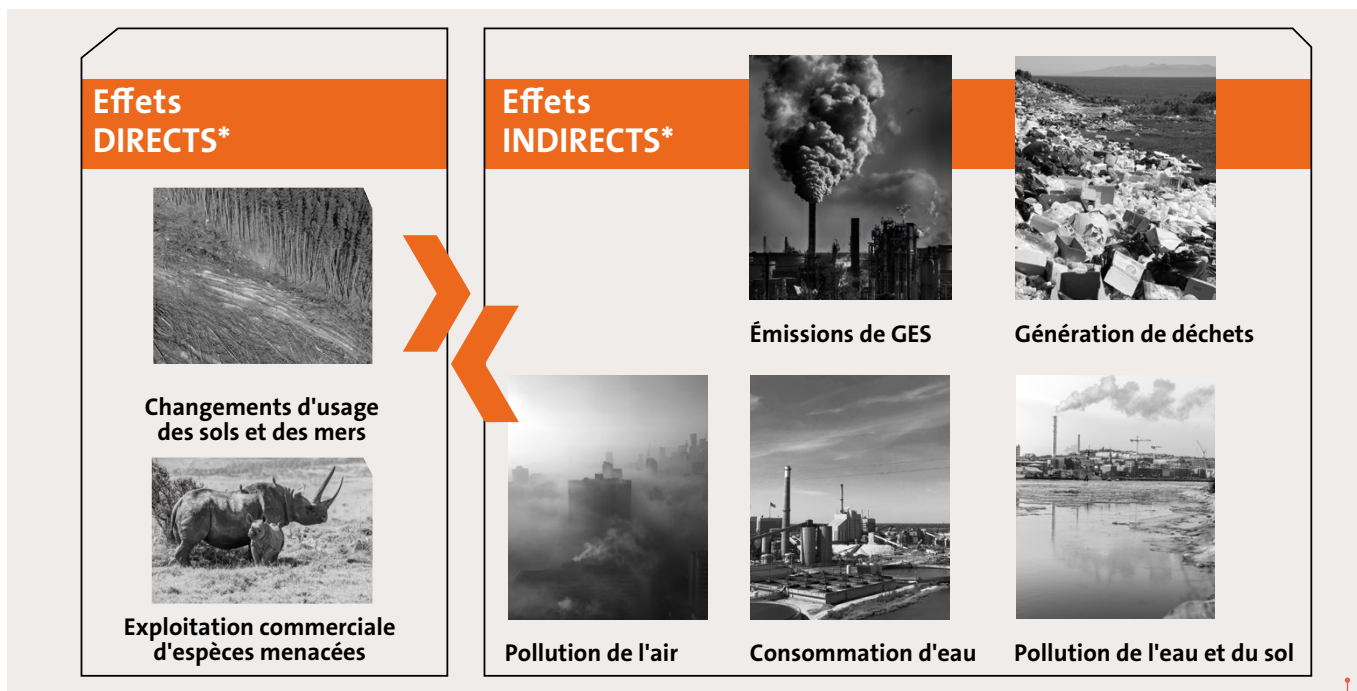 Effets
DIRECTS*
Changements d'usage
des sols et des mers
Exploitation commerciale
d'espèces menacées
Effets
INDIRECTS*
Émissions de GES
Génération de déchets
Pollution de l'air
Consommation d'eau
Pollution de l'eau et du sol